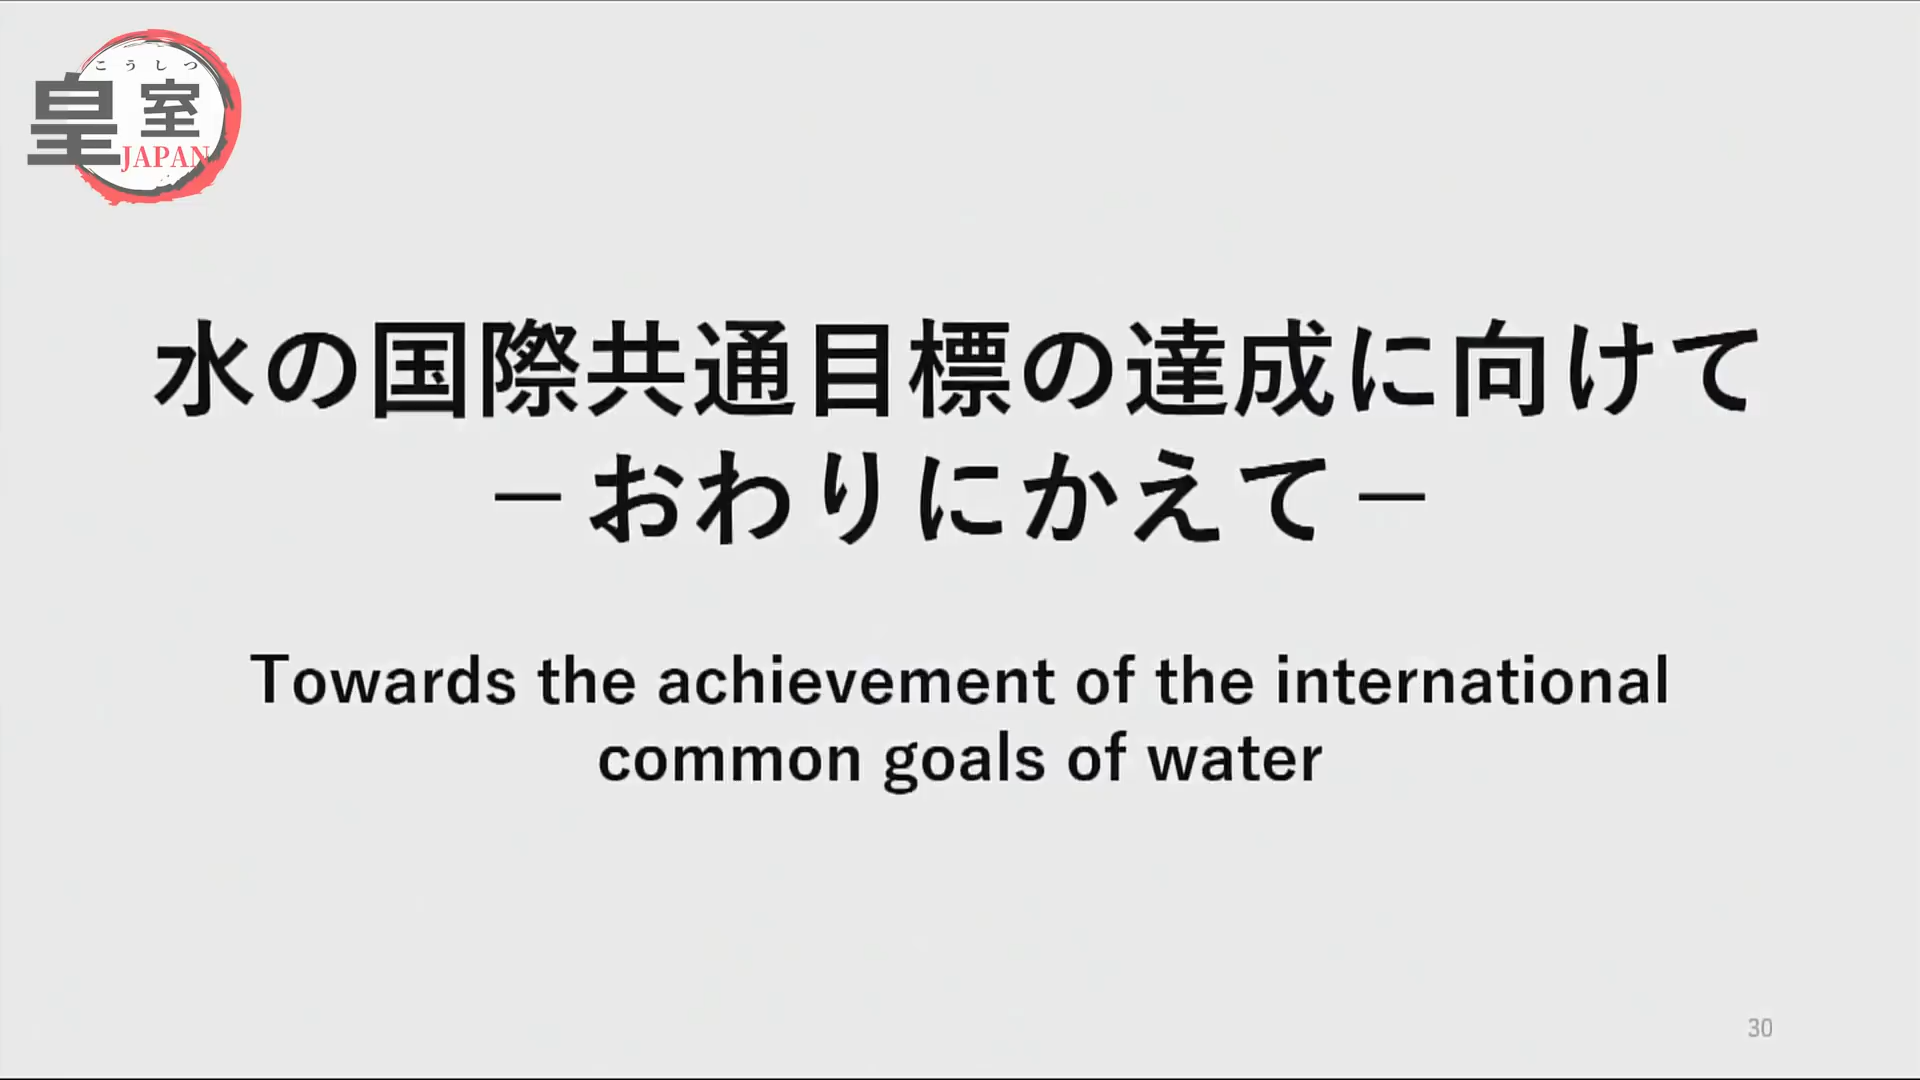 こうしつ
皇室
JAPAN
水の国際共通目標の達成に向けて
－おわりにかえて－
Towards the achievement of the international
common goals of water
30